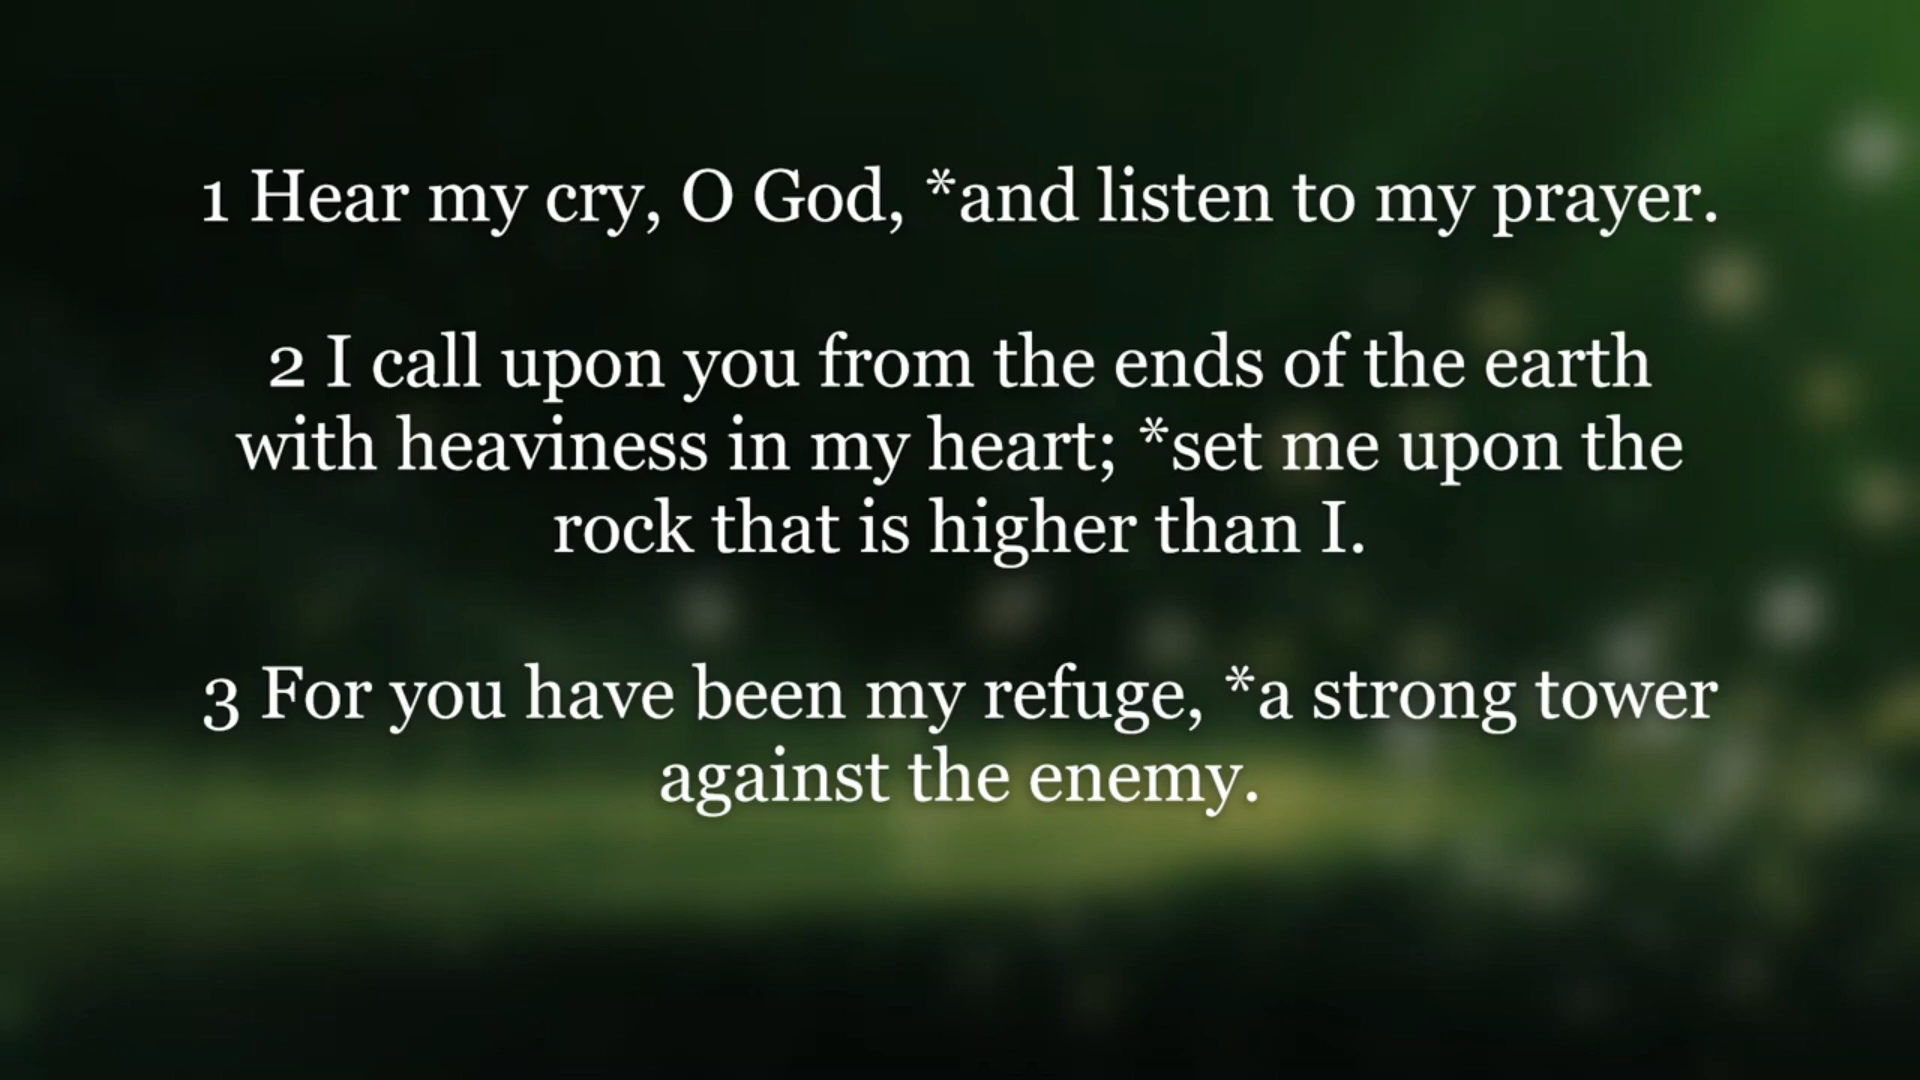 1 Hear my cry, O God, *and listen to my prayer.
2 I call upon you from the ends of the earth
with heaviness in my heart; *set me upon the
rock that is higher than I.
3 For you have been my refuge, *a strong tower
against the enemy.